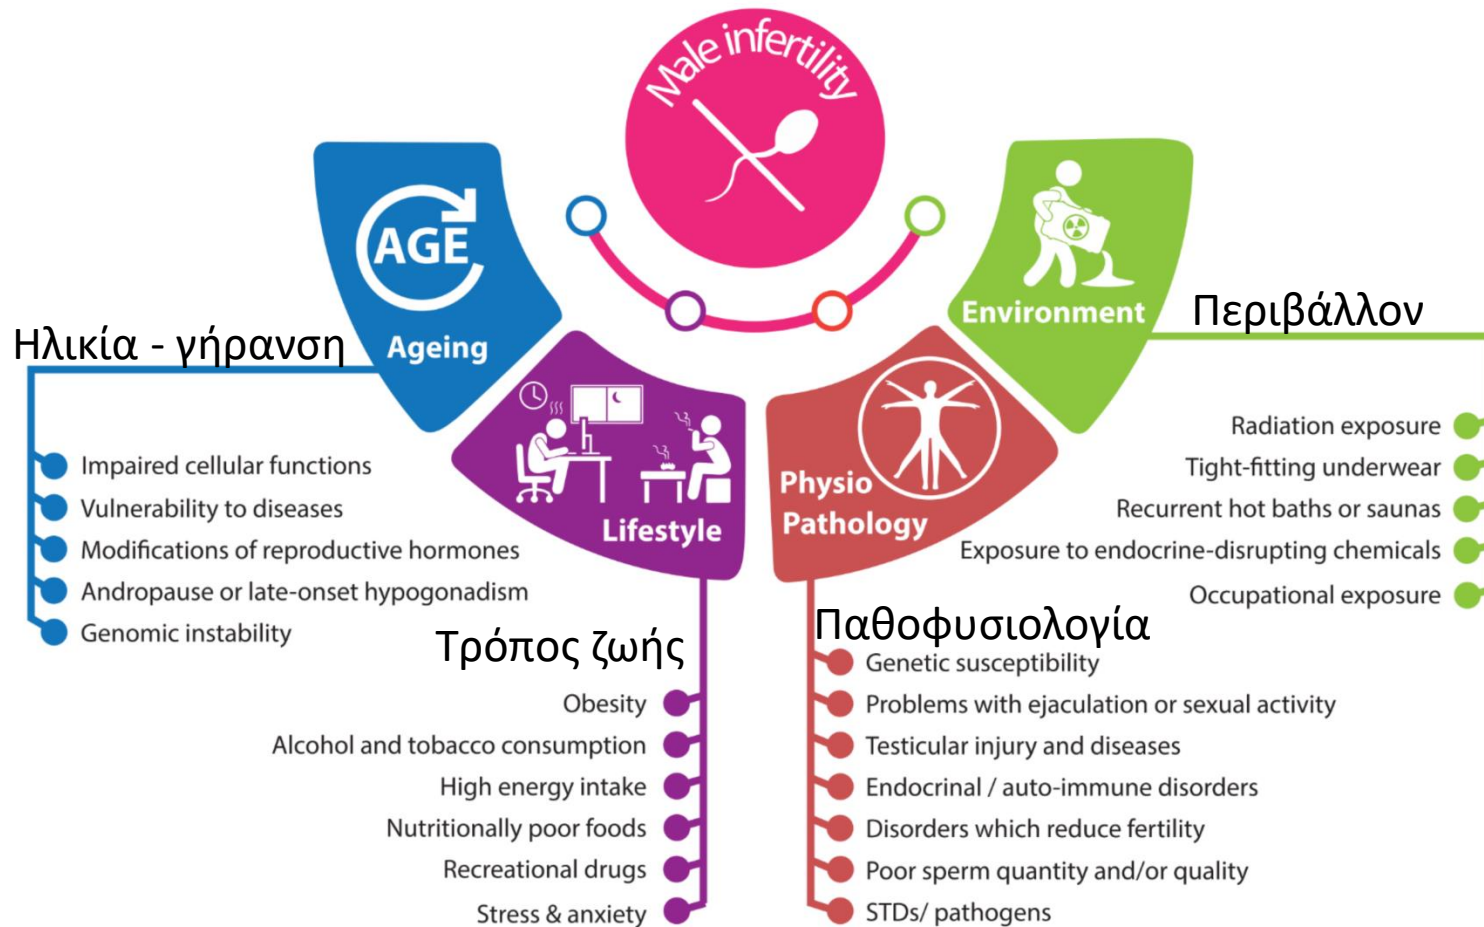 Male infertility
AGE
Ageing
Ηλικία - γήρανση
Impaired cellular functions
Vulnerability to diseases
Modifications of reproductive hormones
Andropause or late-onset hypogonadism
Genomic instability
Lifestyle
Τρόπος ζωής
Obesity
Alcohol and tobacco consumption
High energy intake
Nutritionally poor foods
Recreational drugs
Stress & anxiety
Physio
Pathology
Παθοφυσιολογία
Genetic susceptibility
Problems with ejaculation or sexual activity
Testicular injury and diseases
Endocrinal / auto-immune disorders
Disorders which reduce fertility
Poor sperm quantity and/or quality
STDs/ pathogens
Environment
Περιβάλλον
Radiation exposure
Tight-fitting underwear
Recurrent hot baths or saunas
Exposure to endocrine-disrupting chemicals
Occupational exposure